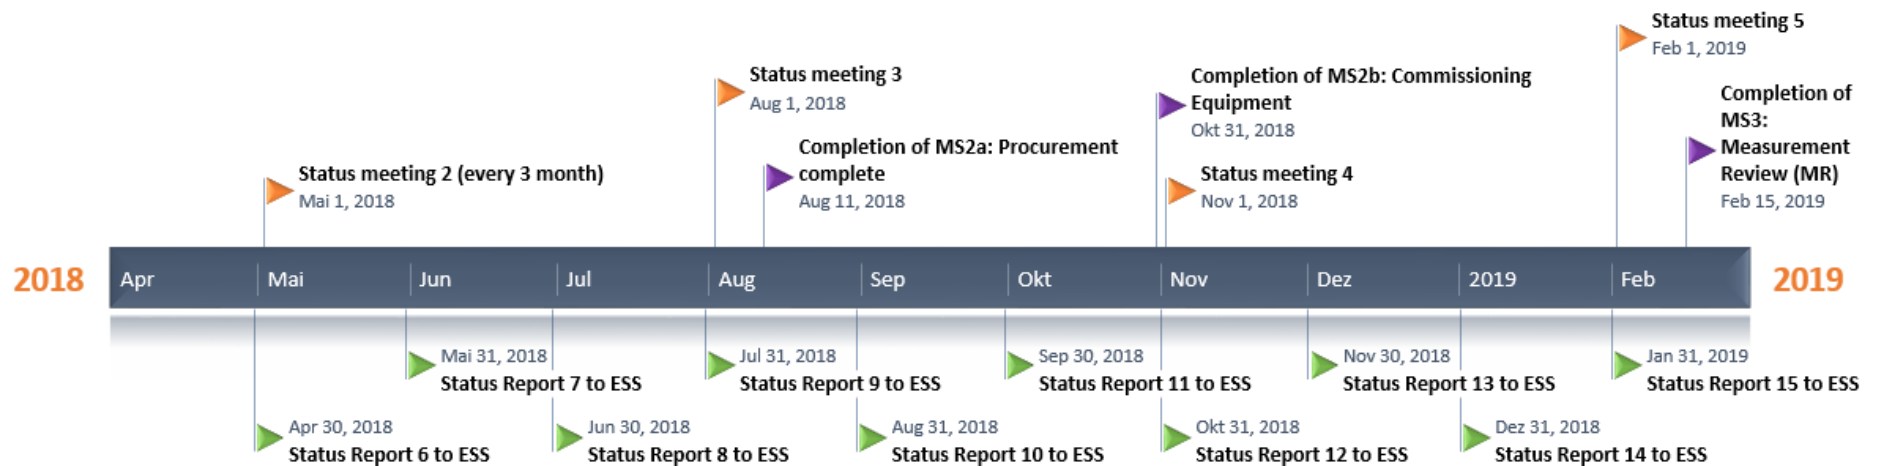 Status meeting 5
Feb 1, 2019
Status meeting 3
Aug 1, 2018
Completion of MS2b: Commissioning
Equipment
Okt 31, 2018
Completion of
MS3:
Measurement
Review (MR)
Feb 15, 2019
Completion of MS2a: Procurement
complete
Aug 11, 2018
Status meeting 2 (every 3 month)
Mai 1, 2018
Status meeting 4
Nov 1, 2018
2018
Apr
Mai
Jun
Jul
Aug
Sep
Okt
Nov
Dez
2019
Feb
2019
Mai 31, 2018
Status Report 7 to ESS
Jul 31, 2018
Status Report 9 to ESS
Sep 30, 2018
Status Report 11 to ESS
Nov 30, 2018
Status Report 13 to ESS
Jan 31, 2019
Status Report 15 to ESS
Apr 30, 2018
Status Report 6 to ESS
Jun 30, 2018
Status Report 8 to ESS
Aug 31, 2018
Status Report 10 to ESS
Okt 31, 2018
Status Report 12 to ESS
Dez 31, 2018
Status Report 14 to ESS